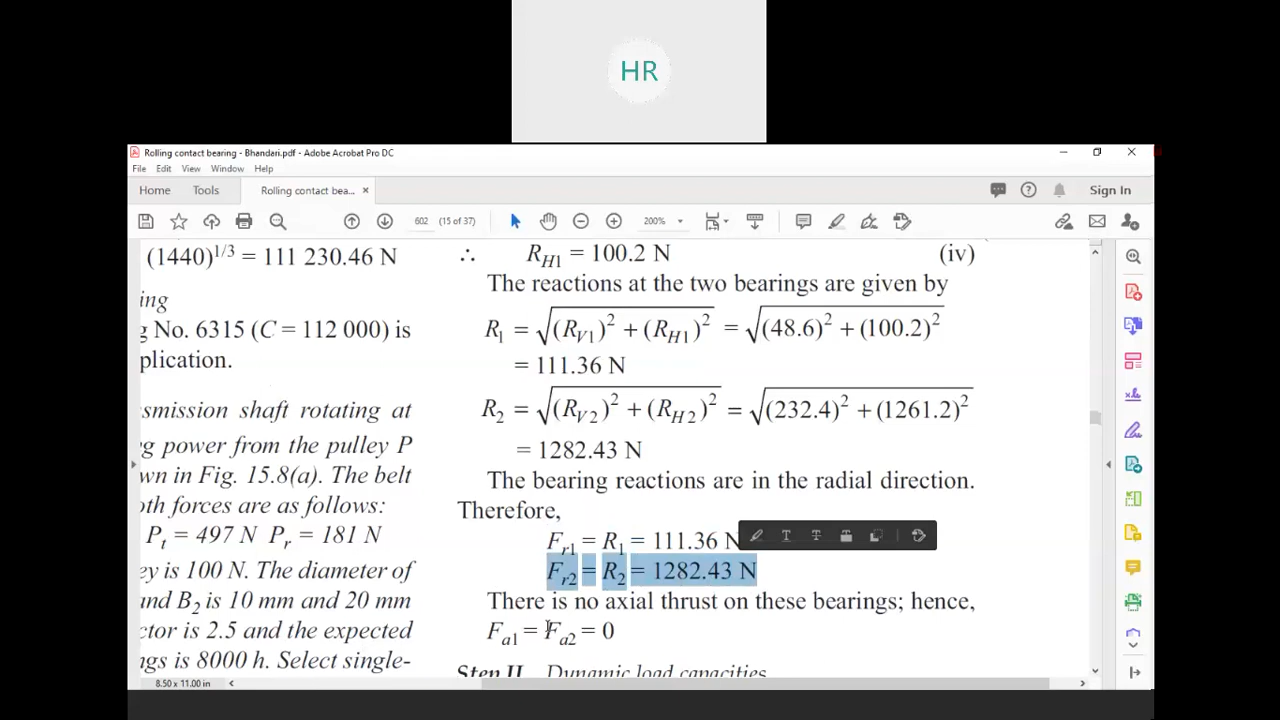 HR
Rolling contact bearing - Bhandari.pdf - Adobe Acrobat Pro DC
File Edit View Window Help
Home Tools Rolling contact bea... × Sign In
602 (15 of 37) 200%
(1440)^1/3 = 111 230.46 N
ing
g No. 6315 (C = 112 000) is
plication.
smission shaft rotating at
g power from the pulley P
wn in Fig. 15.8(a). The belt
oth forces are as follows:
P_t = 497 N P_r = 181 N
ey is 100 N. The diameter of
and B_2 is 10 mm and 20 mm
ctor is 2.5 and the expected
ngs is 8000 h. Select single-
∴ R_H1 = 100.2 N (iv)
The reactions at the two bearings are given by
R_1 = √(R_V1)^2 + (R_H1)^2 = √(48.6)^2 + (100.2)^2
= 111.36 N
R_2 = √(R_V2)^2 + (R_H2)^2 = √(232.4)^2 + (1261.2)^2
= 1282.43 N
The bearing reactions are in the radial direction.
Therefore,
F_r1 = R_1 = 111.36 N
F_r2 = R_2 = 1282.43 N
There is no axial thrust on these bearings; hence,
F_a1 = F_a2 = 0
Step II Dynamic load capacities
8.50 x 11.00 in